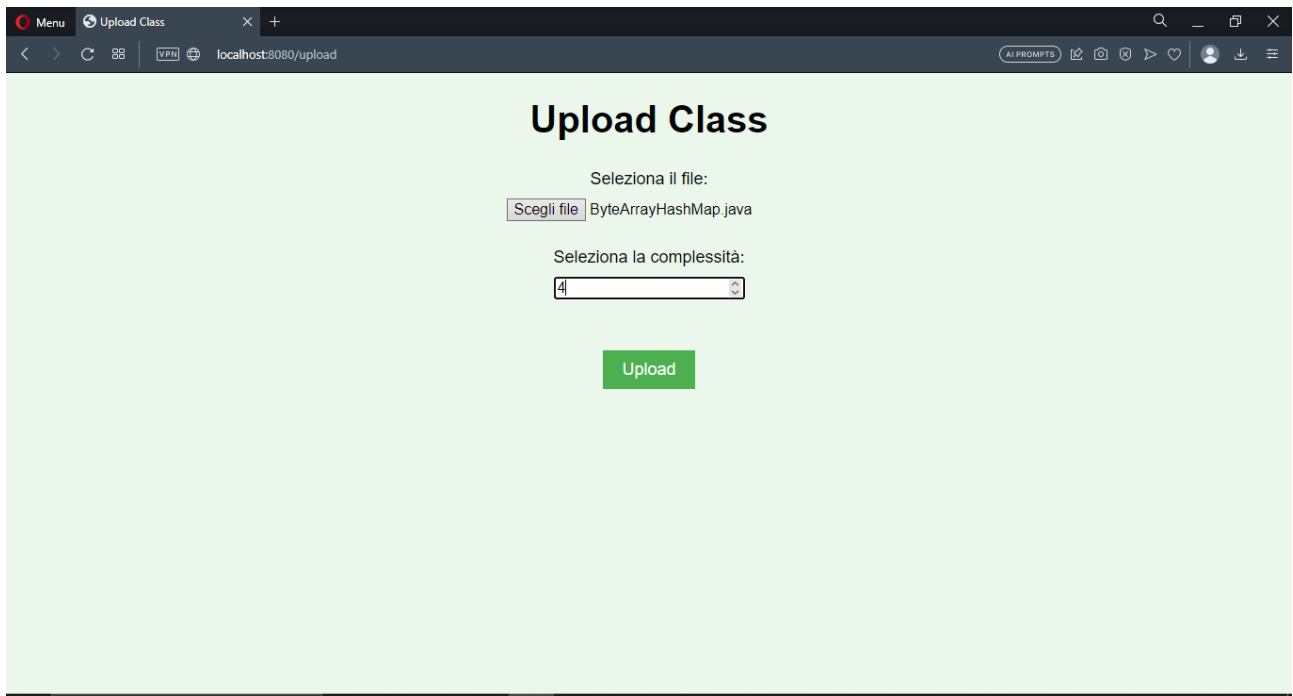 Menu
Upload Class
VPN
localhost:8080/upload
AI PROMPTS
Upload Class
Seleziona il file:
Scegli file ByteArrayHashMap.java
Seleziona la complessità:
4
Upload